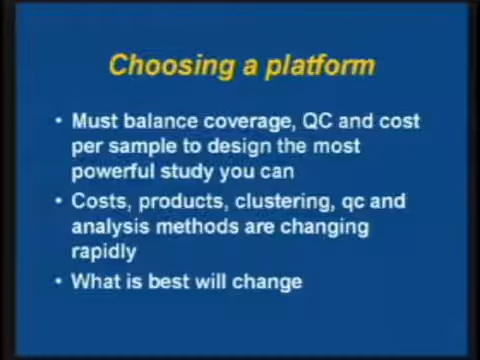 Choosing a platform
• Must balance coverage, QC and cost
per sample to design the most
powerful study you can
• Costs, products, clustering, qc and
analysis methods are changing
rapidly
• What is best will change